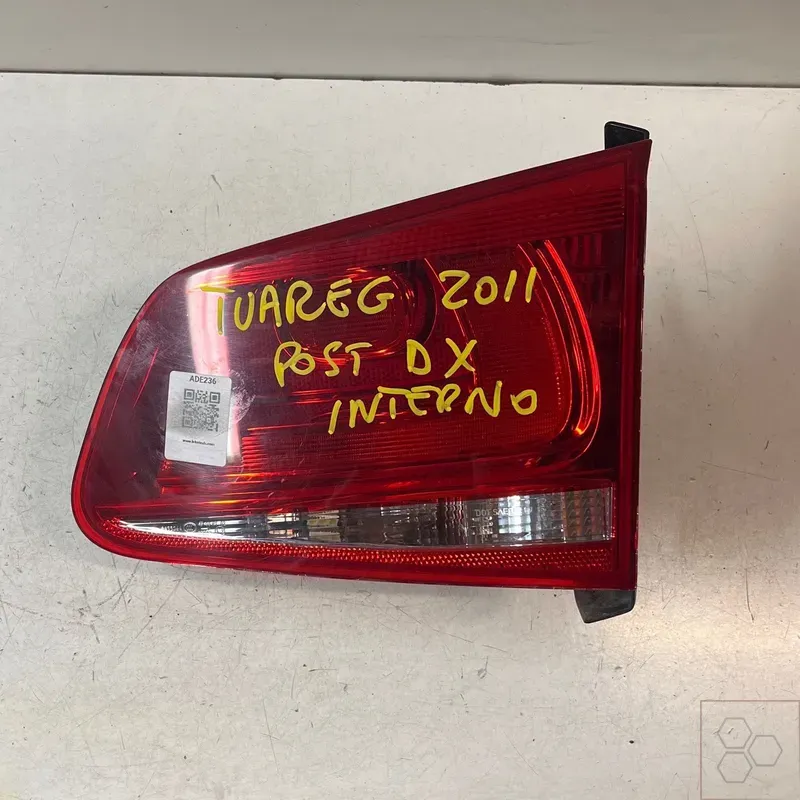 TUAREG 2011
POST DX
INTERNO
ADE236